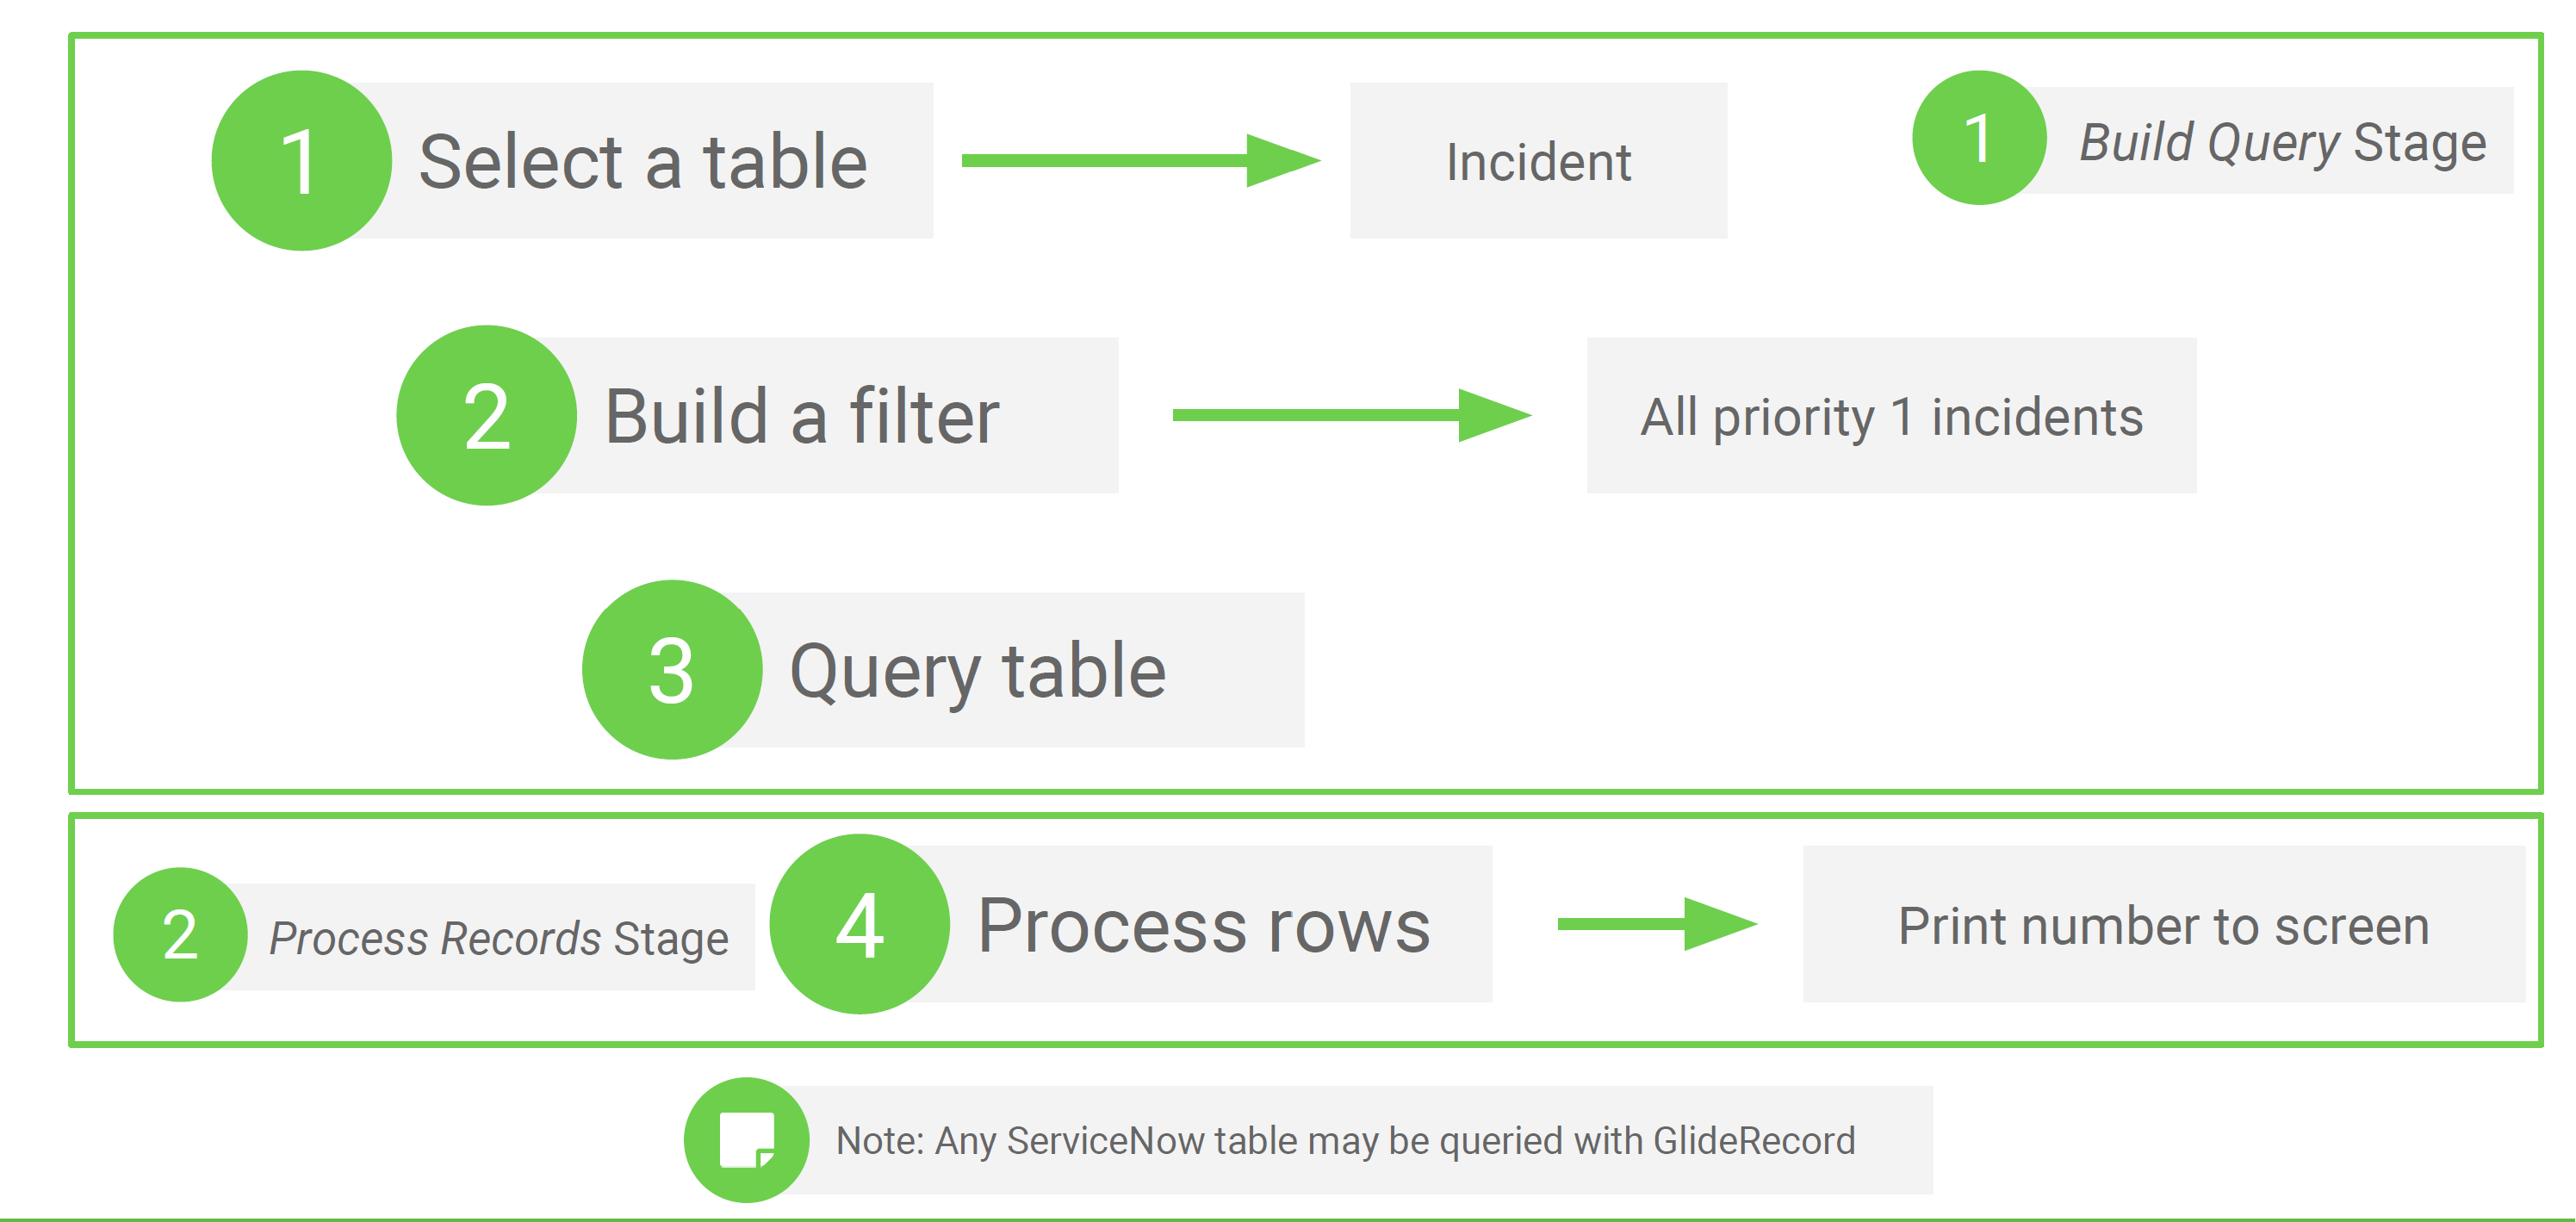 1 Select a table
Incident
1 Build Query Stage
2 Build a filter
All priority 1 incidents
3 Query table
2 Process Records Stage
4 Process rows
Print number to screen
Note: Any ServiceNow table may be queried with GlideRecord